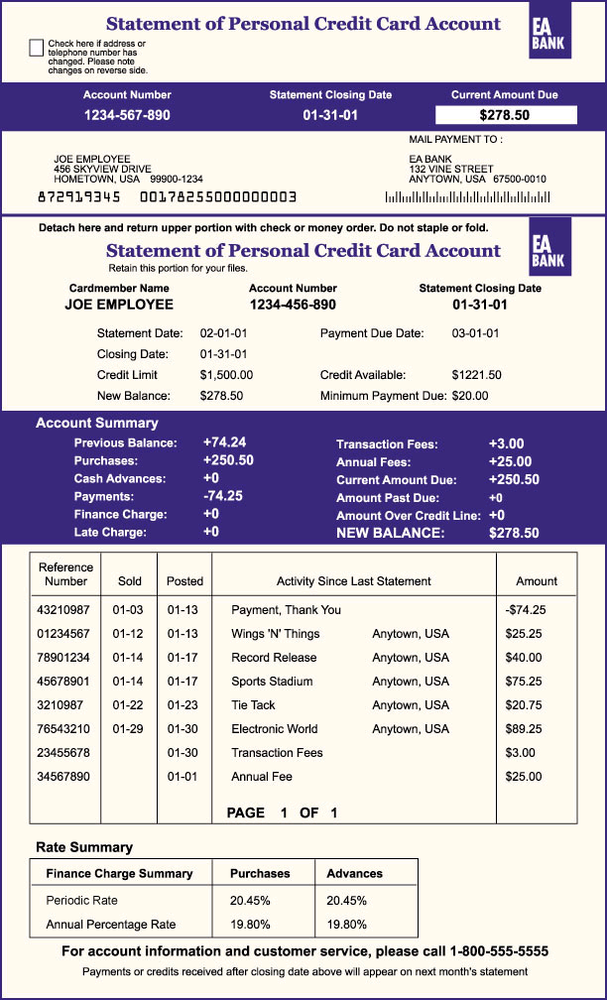 Statement of Personal Credit Card Account
EA
BANK
Check here if address or
telephone number has
changed. Please note
changes on reverse side.
Account Number Statement Closing Date Current Amount Due
1234-567-890 01-31-01 $278.50
MAIL PAYMENT TO :
JOE EMPLOYEE EA BANK
456 SKYVIEW DRIVE 132 VINE STREET
HOMETOWN, USA 99900-1234 ANYTOWN, USA 67500-0010
872919345 00178255000000003
Detach here and return upper portion with check or money order. Do not staple or fold.
Statement of Personal Credit Card Account
EA
BANK
Retain this portion for your files.
Cardmember Name Account Number Statement Closing Date
JOE EMPLOYEE 1234-456-890 01-31-01
Statement Date: 02-01-01 Payment Due Date: 03-01-01
Closing Date: 01-31-01
Credit Limit $1,500.00 Credit Available: $1221.50
New Balance: $278.50 Minimum Payment Due: $20.00
Account Summary
Previous Balance: +74.24 Transaction Fees: +3.00
Purchases: +250.50 Annual Fees: +25.00
Cash Advances: +0 Current Amount Due: +250.50
Payments: -74.25 Amount Past Due: +0
Finance Charge: +0 Amount Over Credit Line: +0
Late Charge: +0 NEW BALANCE: $278.50
Reference
Number Sold Posted Activity Since Last Statement Amount
43210987 01-03 01-13 Payment, Thank You -$74.25
01234567 01-12 01-13 Wings 'N' Things Anytown, USA $25.25
78901234 01-14 01-17 Record Release Anytown, USA $40.00
45678901 01-14 01-17 Sports Stadium Anytown, USA $75.25
3210987 01-22 01-23 Tie Tack Anytown, USA $20.75
76543210 01-29 01-30 Electronic World Anytown, USA $89.25
23455678 01-30 Transaction Fees $3.00
34567890 01-01 Annual Fee $25.00
PAGE 1 OF 1
Rate Summary
Finance Charge Summary Purchases Advances
Periodic Rate 20.45% 20.45%
Annual Percentage Rate 19.80% 19.80%
For account information and customer service, please call 1-800-555-5555
Payments or credits received after closing date above will appear on next month's statement